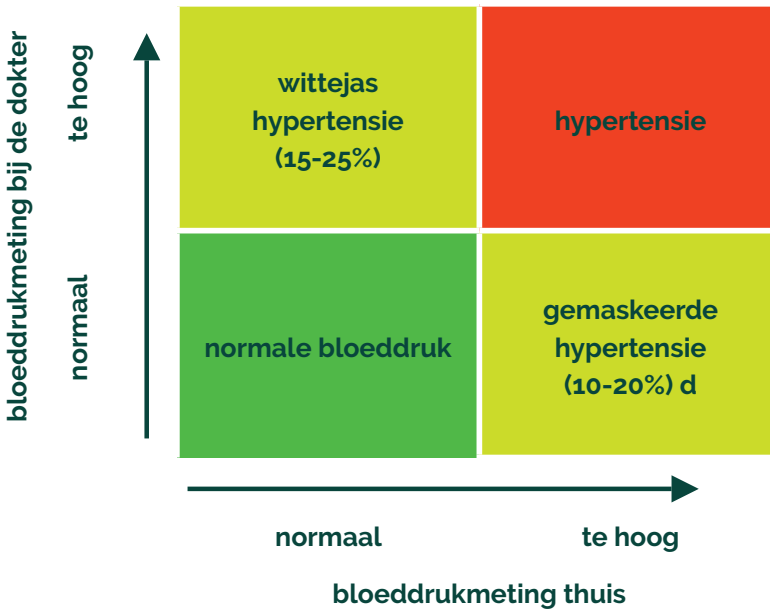 bloeddrukmeting bij de dokter
te hoog
normaal
wittejas
hypertensie
(15-25%)
hypertensie
normale bloeddruk
gemaskeerde
hypertensie
(10-20%) d
normaal
te hoog
bloeddrukmeting thuis